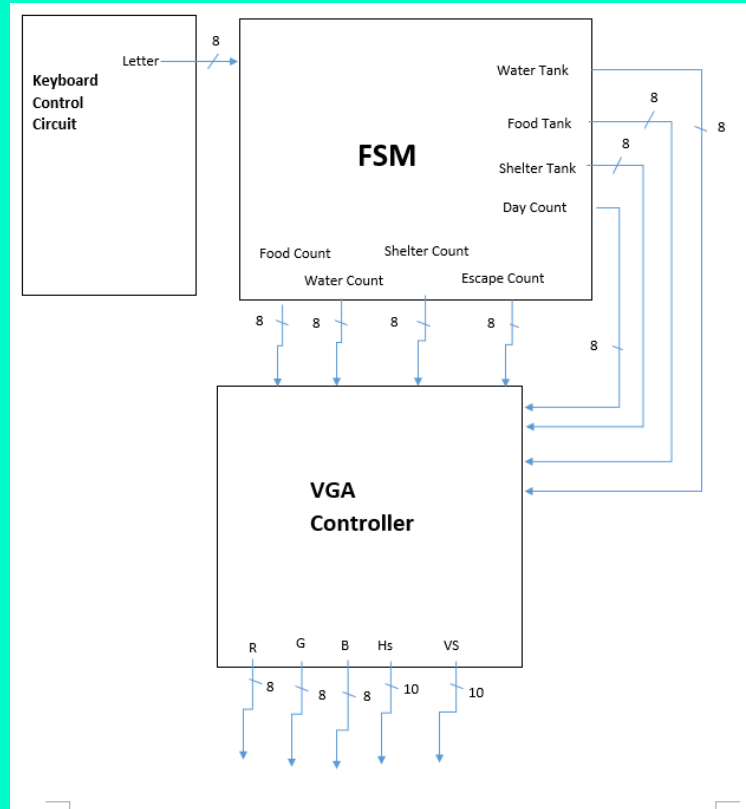 8
Letter
Keyboard
Control
Circuit
FSM
Water Tank
Food Tank
Shelter Tank
Day Count
8
8
8
Food Count
Shelter Count
Water Count
Escape Count
8
8
8
8
8
VGA
Controller
R
G
B
Hs
VS
8
8
8
10
10